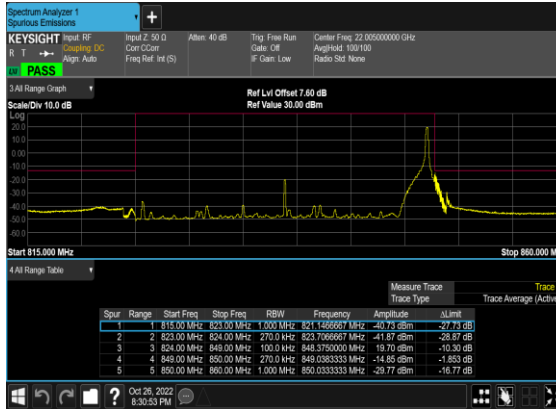 Spectrum Analyzer 1
Spurious Emissions
+
KEYSIGHT Input: RF Input Z: 50 Ω Atten: 40 dB Trig: Free Run Center Freq: 22.005000000 GHz
R T Coupling: DC Corr CCorr Gate: Off Avg|Hold: 100/100
Align: Auto Freq Ref: Int (S) IF Gain: Low Radio Std: None
PASS
3 All Range Graph
Ref Lvl Offset 7.60 dB
Scale/Div 10.0 dB Ref Value 30.00 dBm
Log
20.0
10.0
0.00
-10.0
-20.0
-30.0
-40.0
-50.0
-60.0
Start 815.000 MHz Stop 860.000 M
4 All Range Table
Measure Trace Trace
Trace Type Trace Average (Active
Spur Range Start Freq Stop Freq RBW Frequency Amplitude ΔLimit
1 1 815.00 MHz 823.00 MHz 1.000 MHz 821.1466667 MHz -40.73 dBm -27.73 dB
2 2 823.00 MHz 824.00 MHz 270.0 kHz 823.7066667 MHz -41.87 dBm -28.87 dB
3 3 824.00 MHz 849.00 MHz 100.0 kHz 848.3750000 MHz 19.70 dBm -10.30 dB
4 4 849.00 MHz 850.00 MHz 270.0 kHz 849.0383333 MHz -14.85 dBm -1.853 dB
5 5 850.00 MHz 860.00 MHz 1.000 MHz 850.0333333 MHz -29.77 dBm -16.77 dB
? Oct 26, 2022
8:30:53 PM